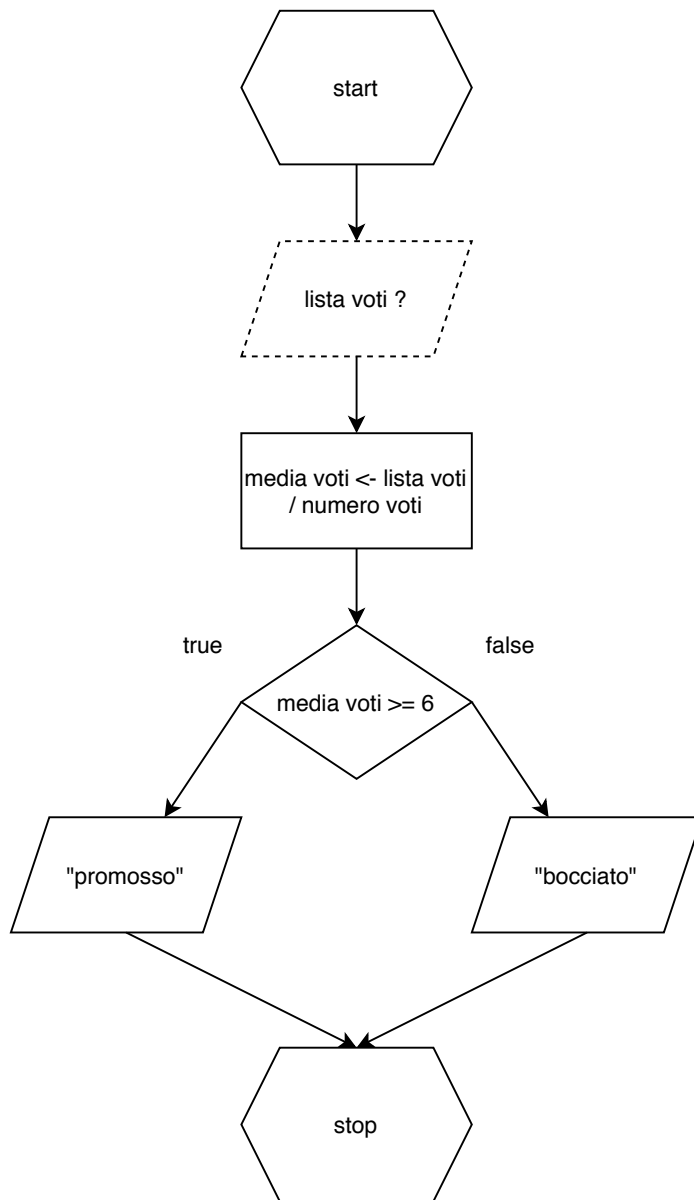 start
lista voti ?
media voti <- lista voti
/ numero voti
true
false
media voti >= 6
"promosso"
"bocciato"
stop